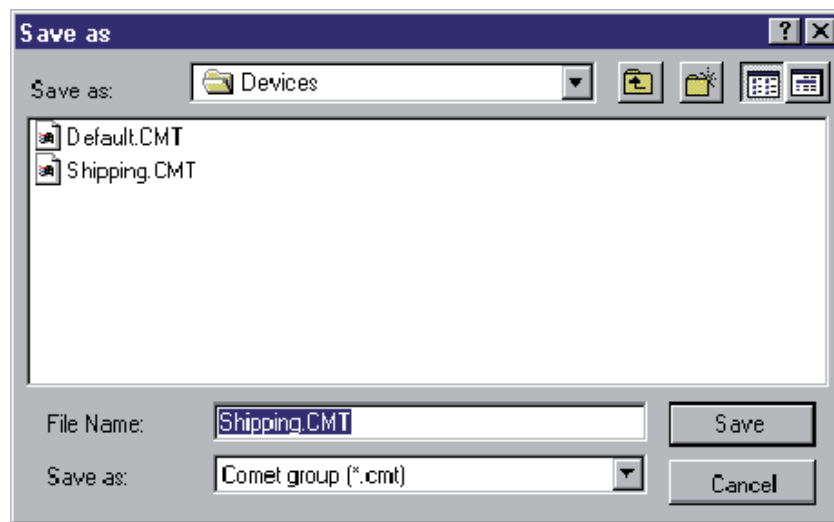 Save as
Save as: Devices
Default.CMT
Shipping.CMT
File Name: Shipping.CMT Save
Save as: Comet group (*.cmt) Cancel